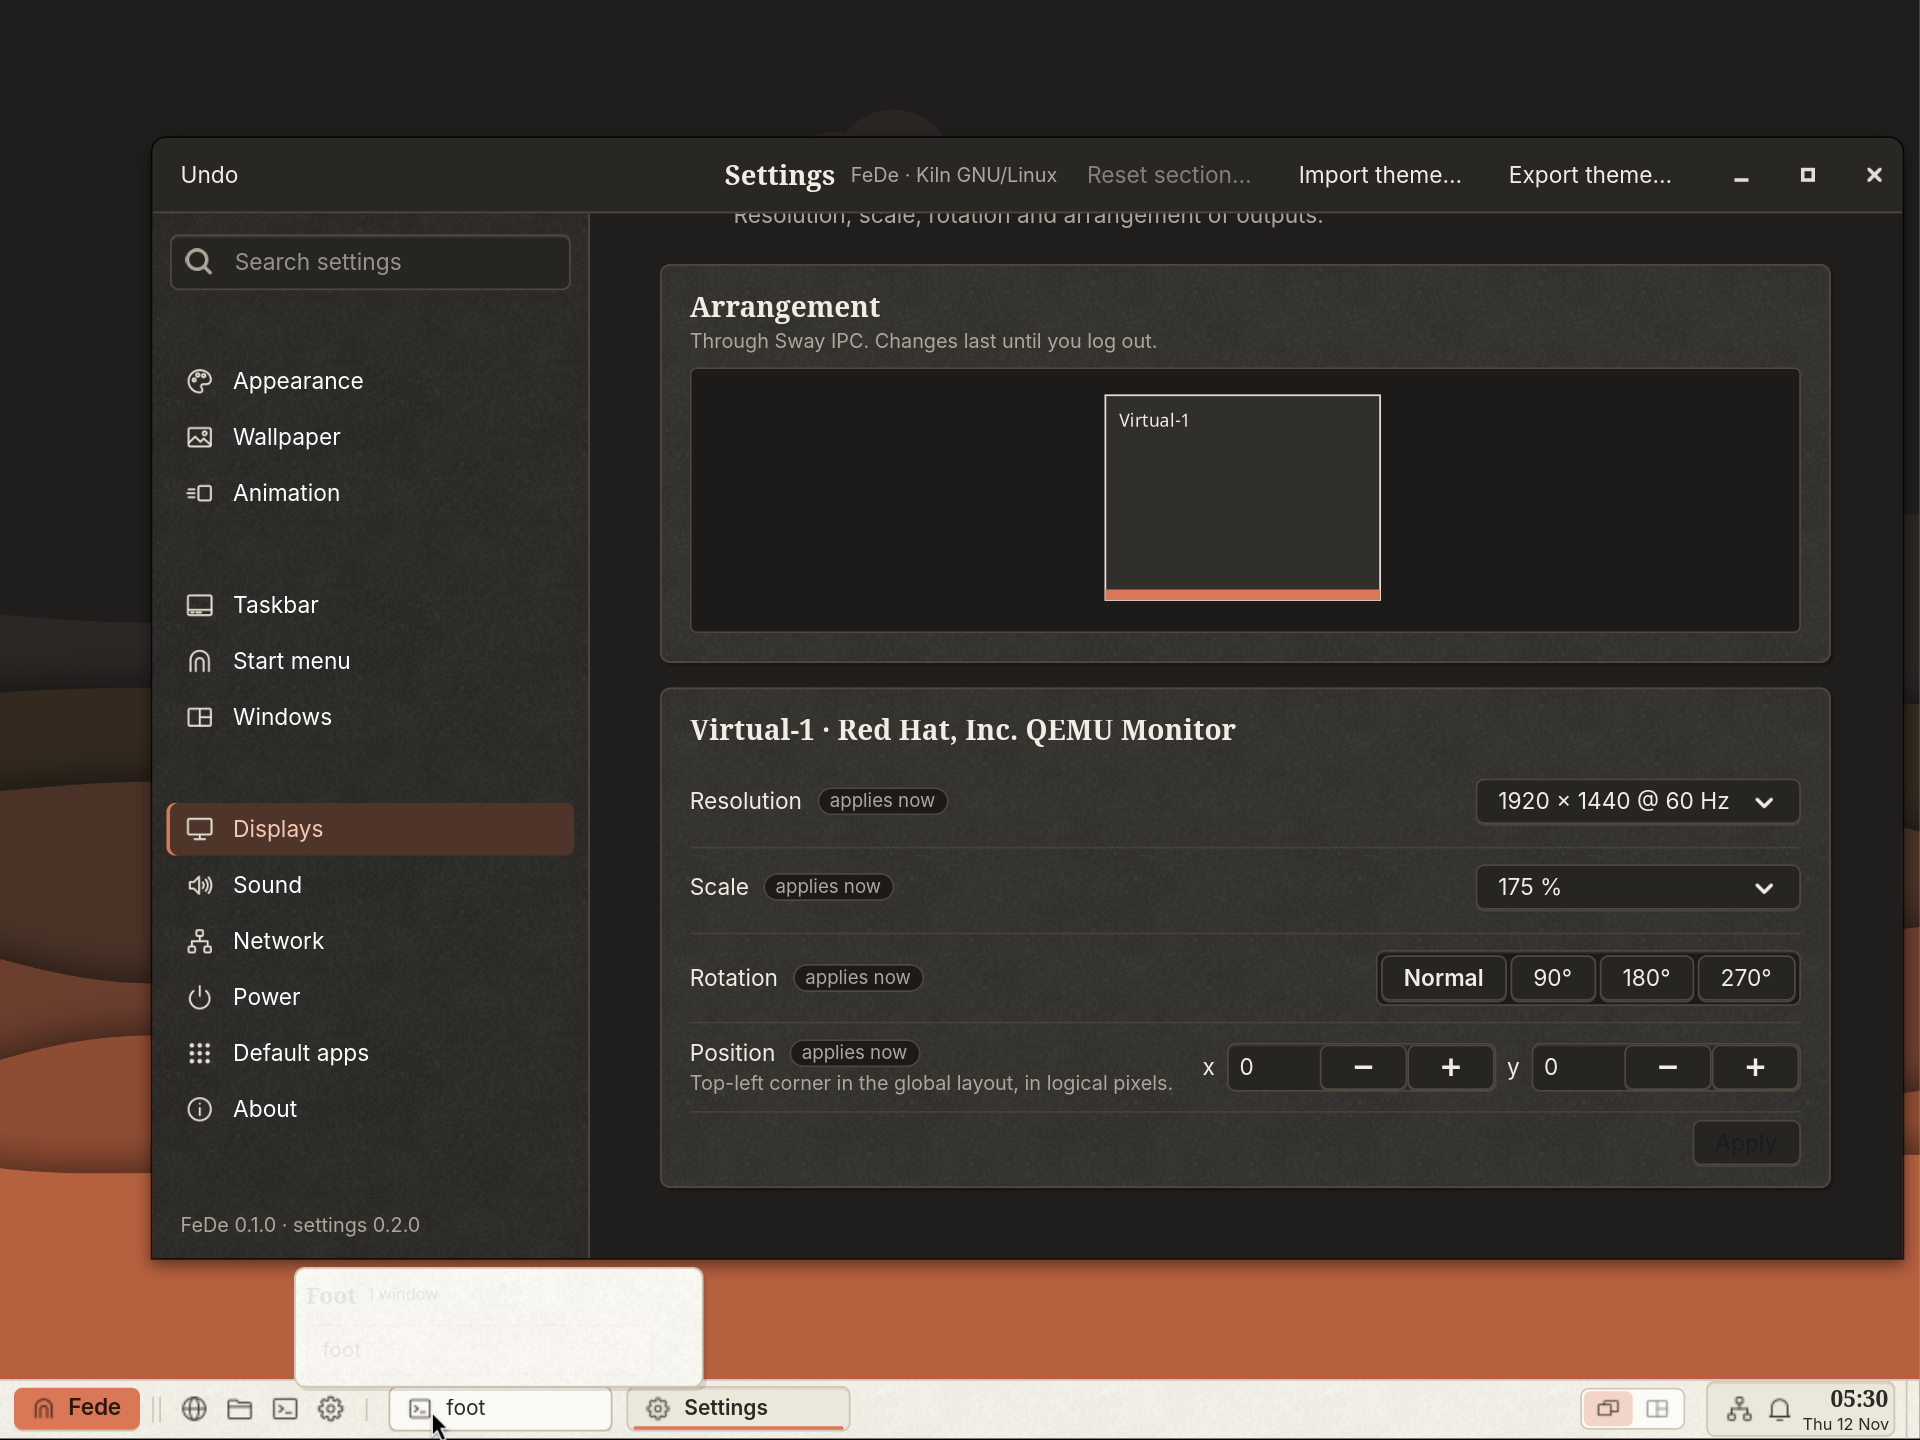 Undo
Settings FeDe · Kiln GNU/Linux Reset section... Import theme... Export theme...
Search settings
Appearance
Wallpaper
Animation
Taskbar
Start menu
Windows
Displays
Sound
Network
Power
Default apps
About
FeDe 0.1.0 · settings 0.2.0
Resolution, scale, rotation and arrangement of outputs.
Arrangement
Through Sway IPC. Changes last until you log out.
Virtual-1
Virtual-1 · Red Hat, Inc. QEMU Monitor
Resolution applies now 1920 × 1440 @ 60 Hz
Scale applies now 175 %
Rotation applies now Normal 90° 180° 270°
Position applies now x 0 − + y 0 − +
Top-left corner in the global layout, in logical pixels.
Apply
Foot 1 window
foot
Fede foot Settings
05:30
Thu 12 Nov